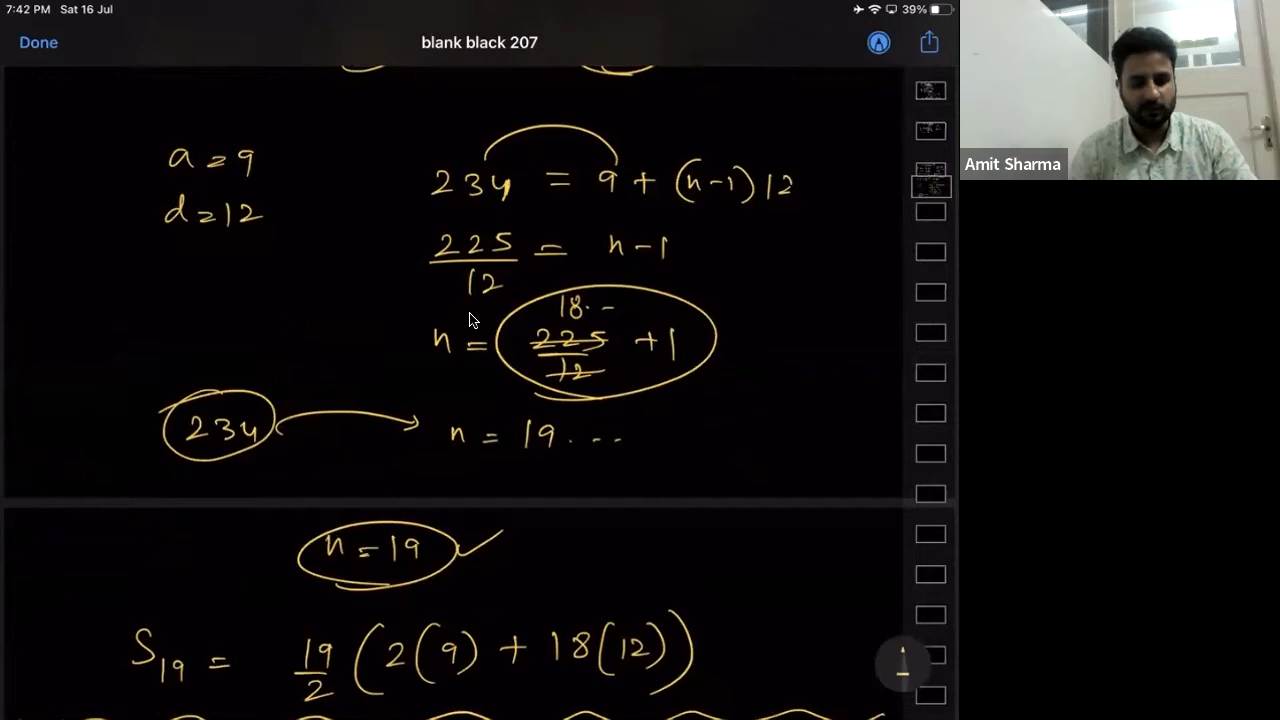 7:42 PM Sat 16 Jul
39%
Done
blank black 207
a = 9
d = 12
234 = 9 + (n-1) 12
225/12 = n-1
18. --
n = 225/12 + 1
234
n = 19. ---
n = 19
S19 = 19/2 (2(9) + 18(12))
Amit Sharma